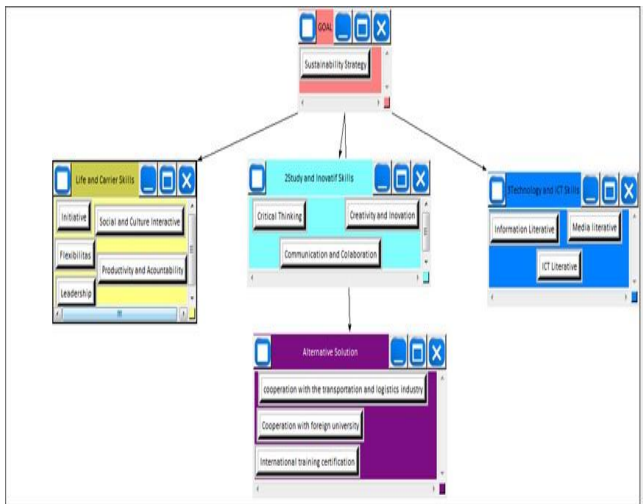 GOAL
Sustainability Strategy
Life and Carrier Skills
Initiative
Social and Culture Interactive
Flexibilitas
Productivity and Acountability
Leadership
2Study and Inovatif Skills
Critical Thinking
Creativity and Inovation
Communication and Colaboration
3Technology and ICT Skills
Information Literative
Media literative
ICT Literative
Alternative Solution
cooperation with the transportation and logistics industry
Cooperation with foreign university
International training certification